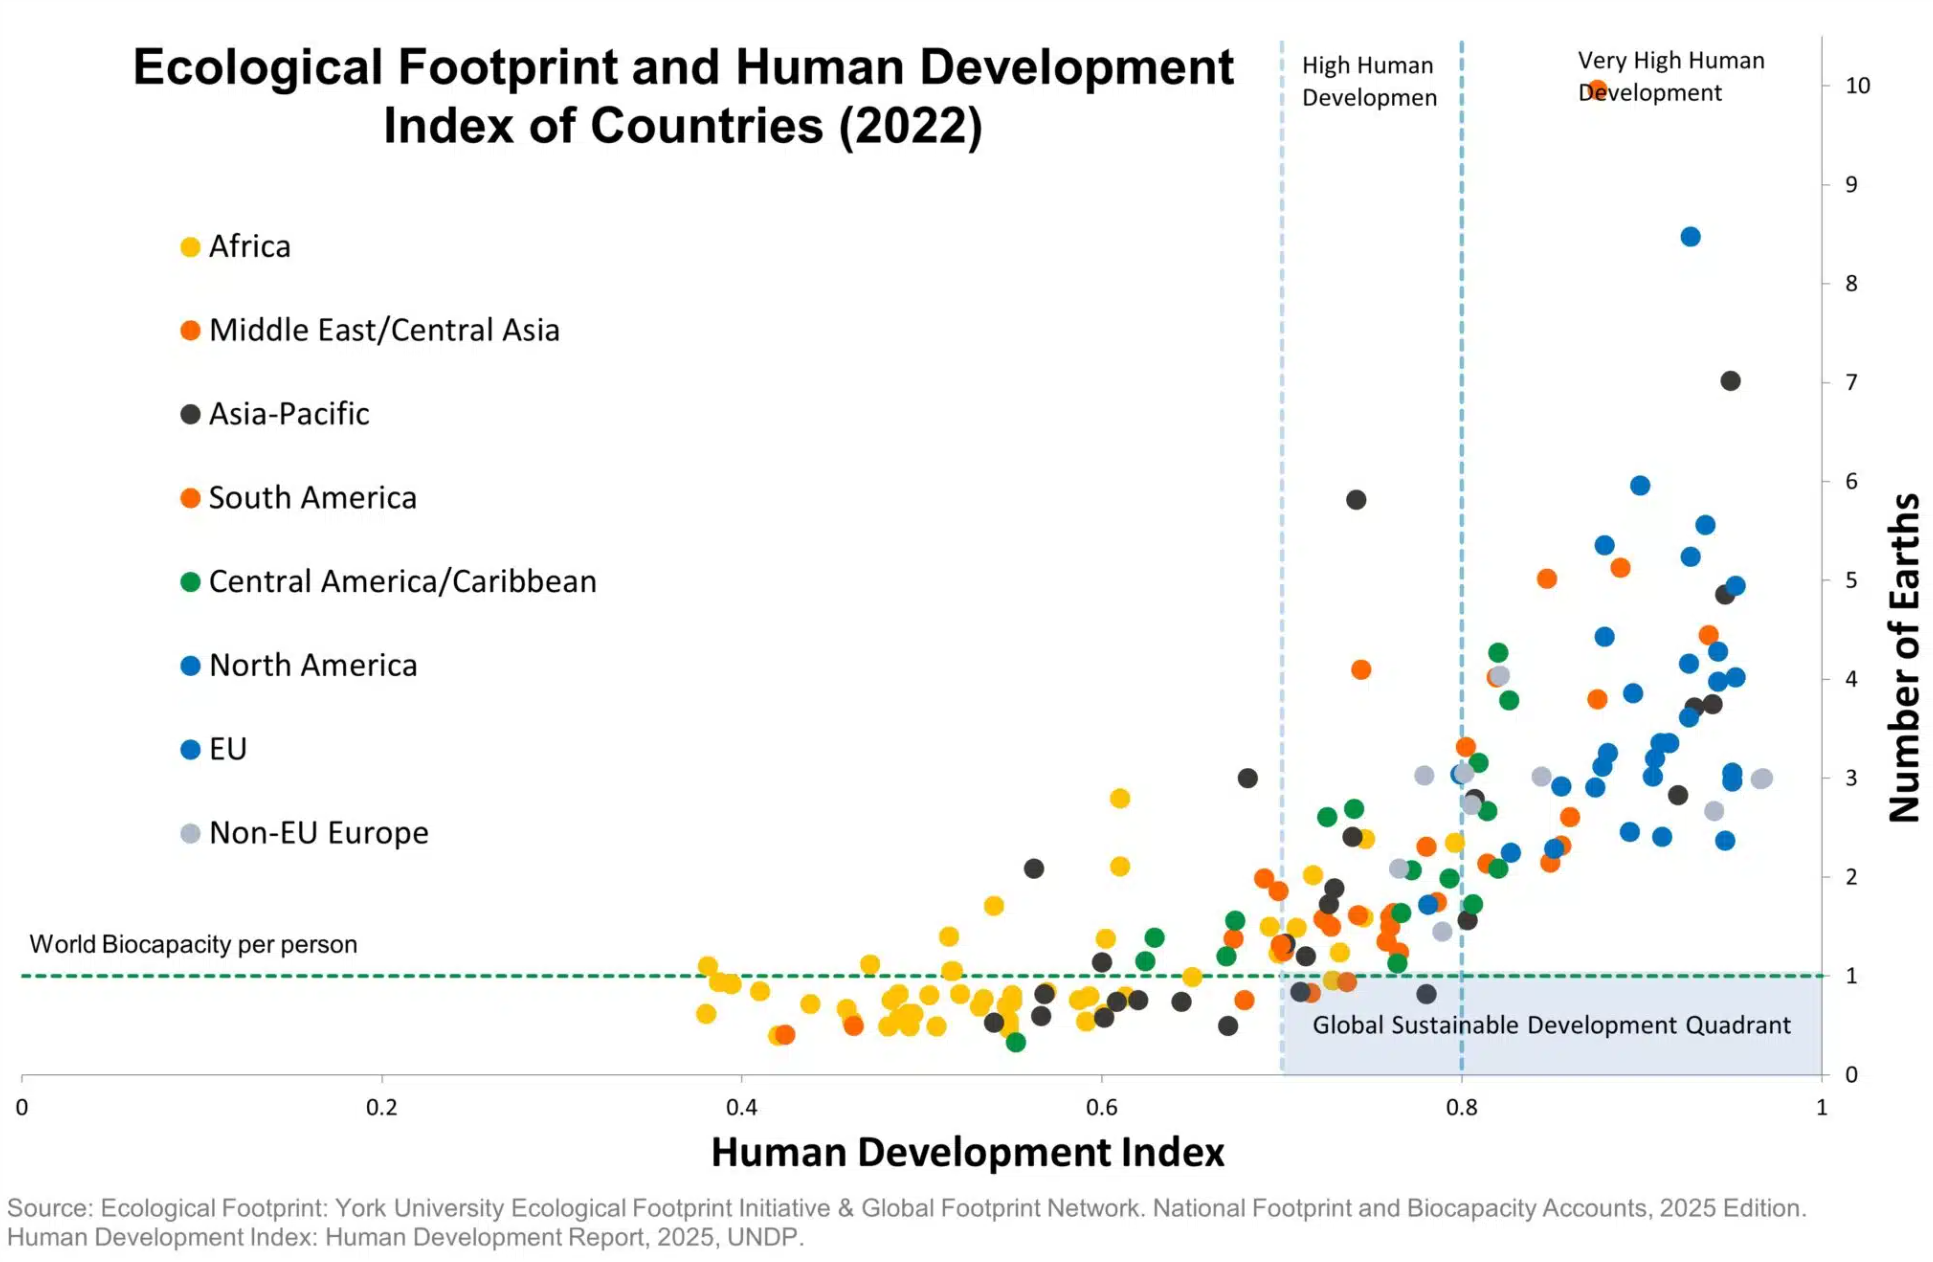 Ecological Footprint and Human Development
Index of Countries (2022)
High Human
Developmen
Very High Human
Development
Africa
Middle East/Central Asia
Asia-Pacific
South America
Central America/Caribbean
North America
EU
Non-EU Europe
World Biocapacity per person
Global Sustainable Development Quadrant
10
9
8
7
6
5
4
3
2
1
0
Number of Earths
0
0.2
0.4
0.6
0.8
1
Human Development Index
Source: Ecological Footprint: York University Ecological Footprint Initiative & Global Footprint Network. National Footprint and Biocapacity Accounts, 2025 Edition.
Human Development Index: Human Development Report, 2025, UNDP.